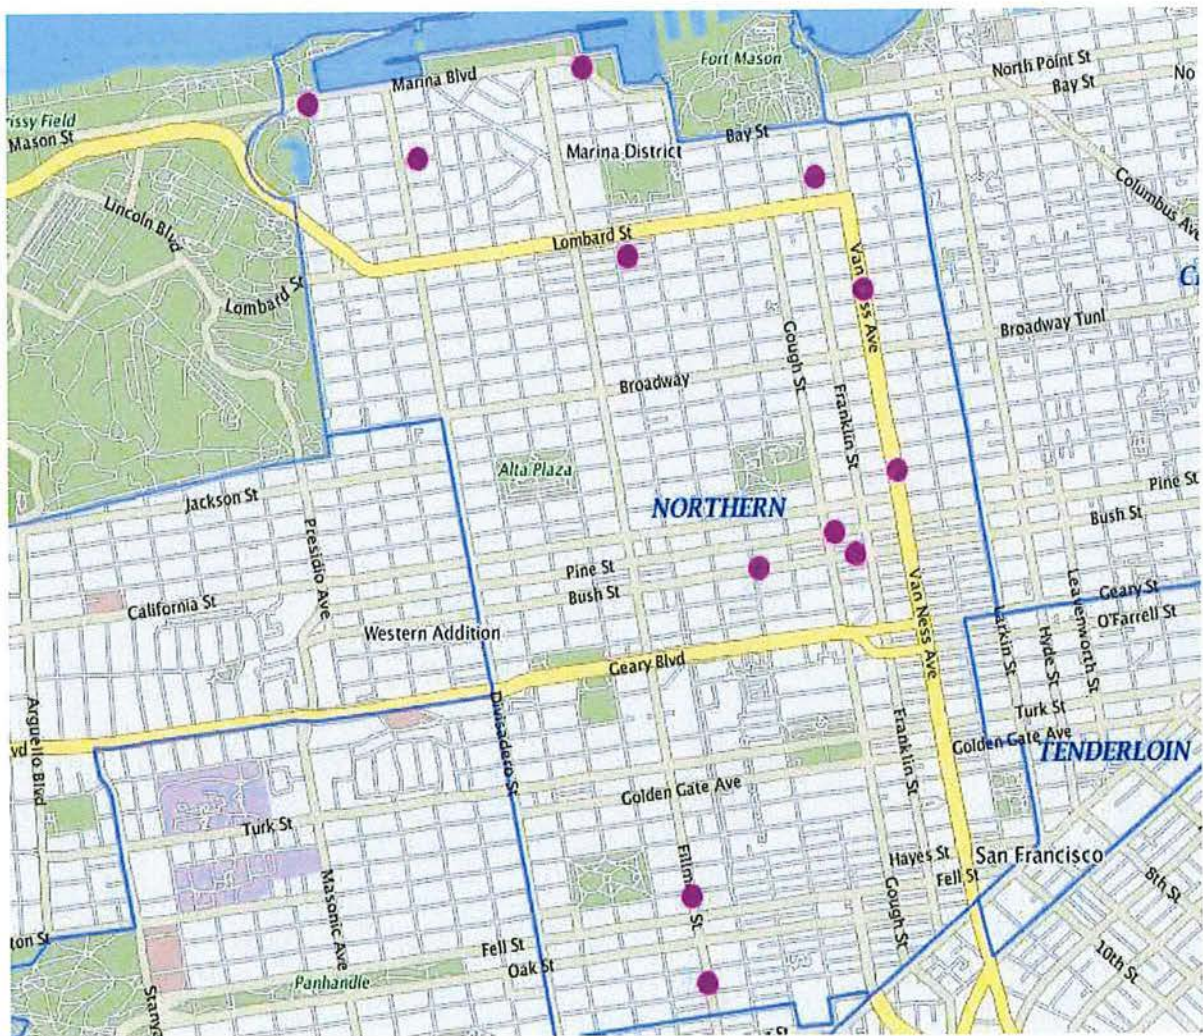 Fort Mason
North Point St
Marina Blvd
Bay St
No
rissy Field
Mason St
Bay St
Marina District
Columbus Ave
Lincoln Blvd
Lombard St
Lombard St
Van Ness Ave
Broadway Tunl
Gough St
Broadway
Franklin St
Alta Plaza
Jackson St
NORTHERN
Pine St
Bush St
Presidio Ave
Pine St
Bush St
California St
Van Ness Ave
Leavenworth St
Geary St
O'Farrell St
Western Addition
Larkin St
Hyde St
Geary Blvd
Arguello Blvd
vd
Divisadero St
Franklin St
Turk St
Golden Gate Ave
TENDERLOIN
Golden Gate Ave
Turk St
Fillm St
Hayes St
San Francisco
Fell St
8th St
Masonic Ave
Gough St
ton St
Fell St
Oak St
10th St
Panhandle
Stanya